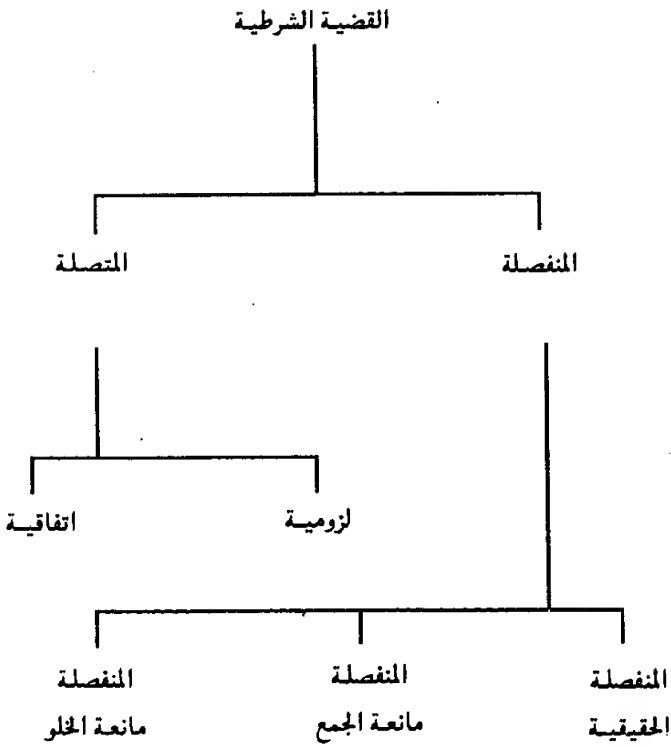 القضية الشرطية
المنفصلة
المتصلة
لزومية
اتفاقية
المنفصلة
الحقيقية
المنفصلة
مانعة الجمع
المنفصلة
مانعة الخلو